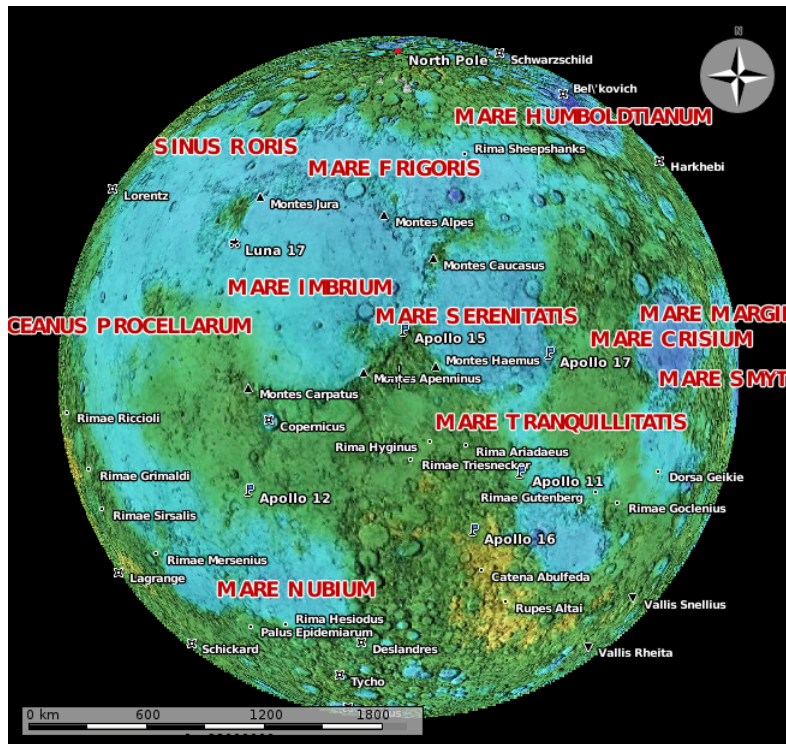 N
North Pole
Schwarzschild
Bel\'kovich
MARE HUMBOLDTIANUM
SINUS RORIS
Rima Sheepshanks
MARE FRIGORIS
Harkhebi
Lorentz
Montes Jura
Montes Alpes
Luna 17
Montes Caucasus
MARE IMBRIUM
MARE SERENITATIS
MARE MARGI
CEANUS PROCELLARUM
Apollo 15
MARE CRISIUM
Montes Haemus
Apollo 17
Montes Apenninus
MARE SMYT
Montes Carpatus
Rimae Riccioli
Copernicus
MARE TRANQUILLITATIS
Rima Hyginus
Rima Ariadaeus
Rimae Triesnecker
Rimae Grimaldi
Apollo 11
Dorsa Geikie
Apollo 12
Rimae Gutenberg
Rimae Goclenius
Rimae Sirsalis
Apollo 16
Rimae Mersenius
Lagrange
Catena Abulfeda
MARE NUBIUM
Rupes Altai
Vallis Snellius
Rima Hesiodus
Palus Epidemiarum
Schickard
Deslandres
Vallis Rheita
Tycho
0 km 600 1200 1800